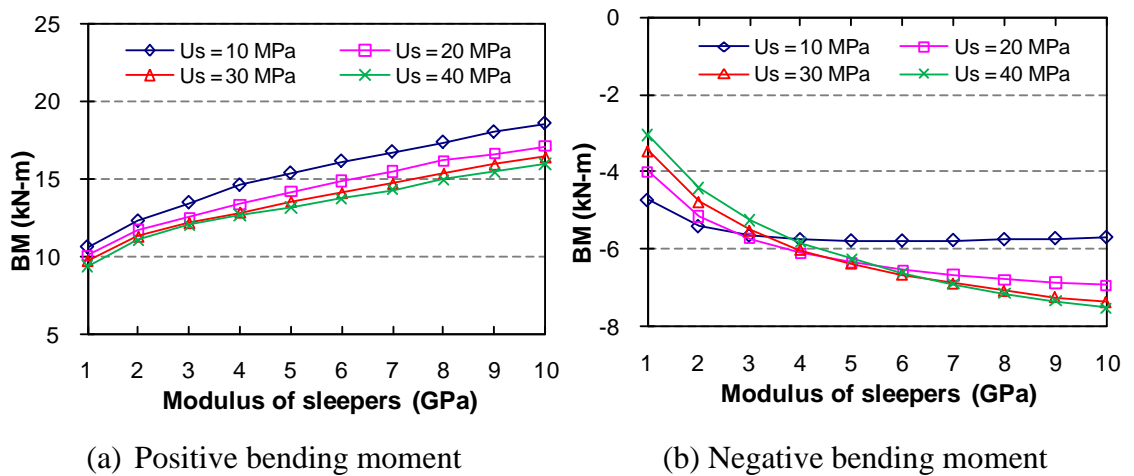 25
20
15
10
5
BM (kN-m)
Us = 10 MPa
Us = 20 MPa
Us = 30 MPa
Us = 40 MPa
1 2 3 4 5 6 7 8 9 10
Modulus of sleepers (GPa)
(a) Positive bending moment
0
-2
-4
-6
-8
BM (kN-m)
Us = 10 MPa
Us = 20 MPa
Us = 30 MPa
Us = 40 MPa
1 2 3 4 5 6 7 8 9 10
Modulus of sleepers (GPa)
(b) Negative bending moment